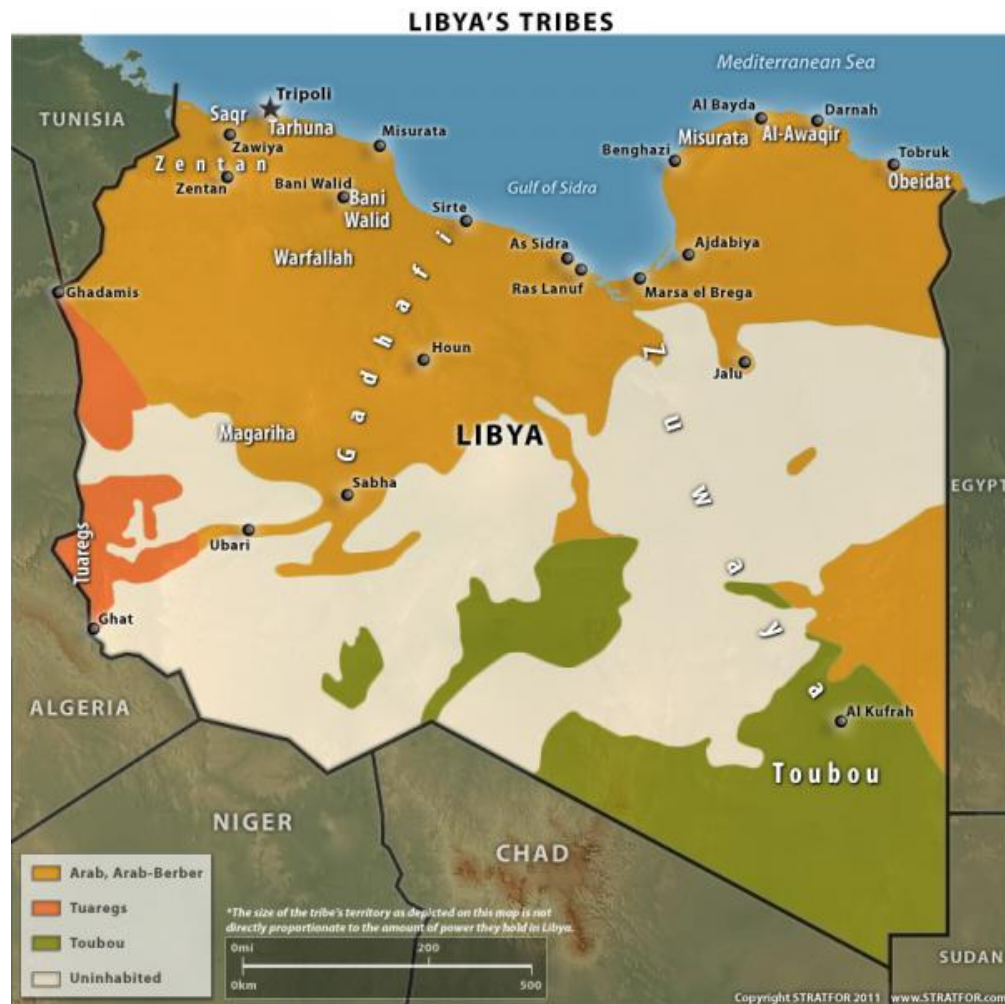 LIBYA'S TRIBES
Mediterranean Sea
TUNISIA
Tripoli
Saqr
Tarhuna
Zawiya
Misurata
Zentan
Zentan
Bani Walid
Bani
Walid
Al Bayda
Darnah
Misurata
Al-Awaqir
Benghazi
Tobruk
Obeidat
Gulf of Sidra
Sirte
Warfallah
As Sidra
Ajdabiya
Ras Lanuf
Marsa el Brega
Ghadamis
Gadhafi
Houn
Zuwaya
Jalu
Magariha
LIBYA
Sabha
EGYPT
Ubari
Tuaregs
Ghat
ALGERIA
Al Kufrah
Toubou
NIGER
CHAD
SUDAN
Arab, Arab-Berber
Tuaregs
Toubou
Uninhabited
*The size of the tribe's territory as depicted on this map is not
directly proportionate to the amount of power they hold in Libya.
0mi 200
0km 500
Copyright STRATFOR 2011 www.STRATFOR.com